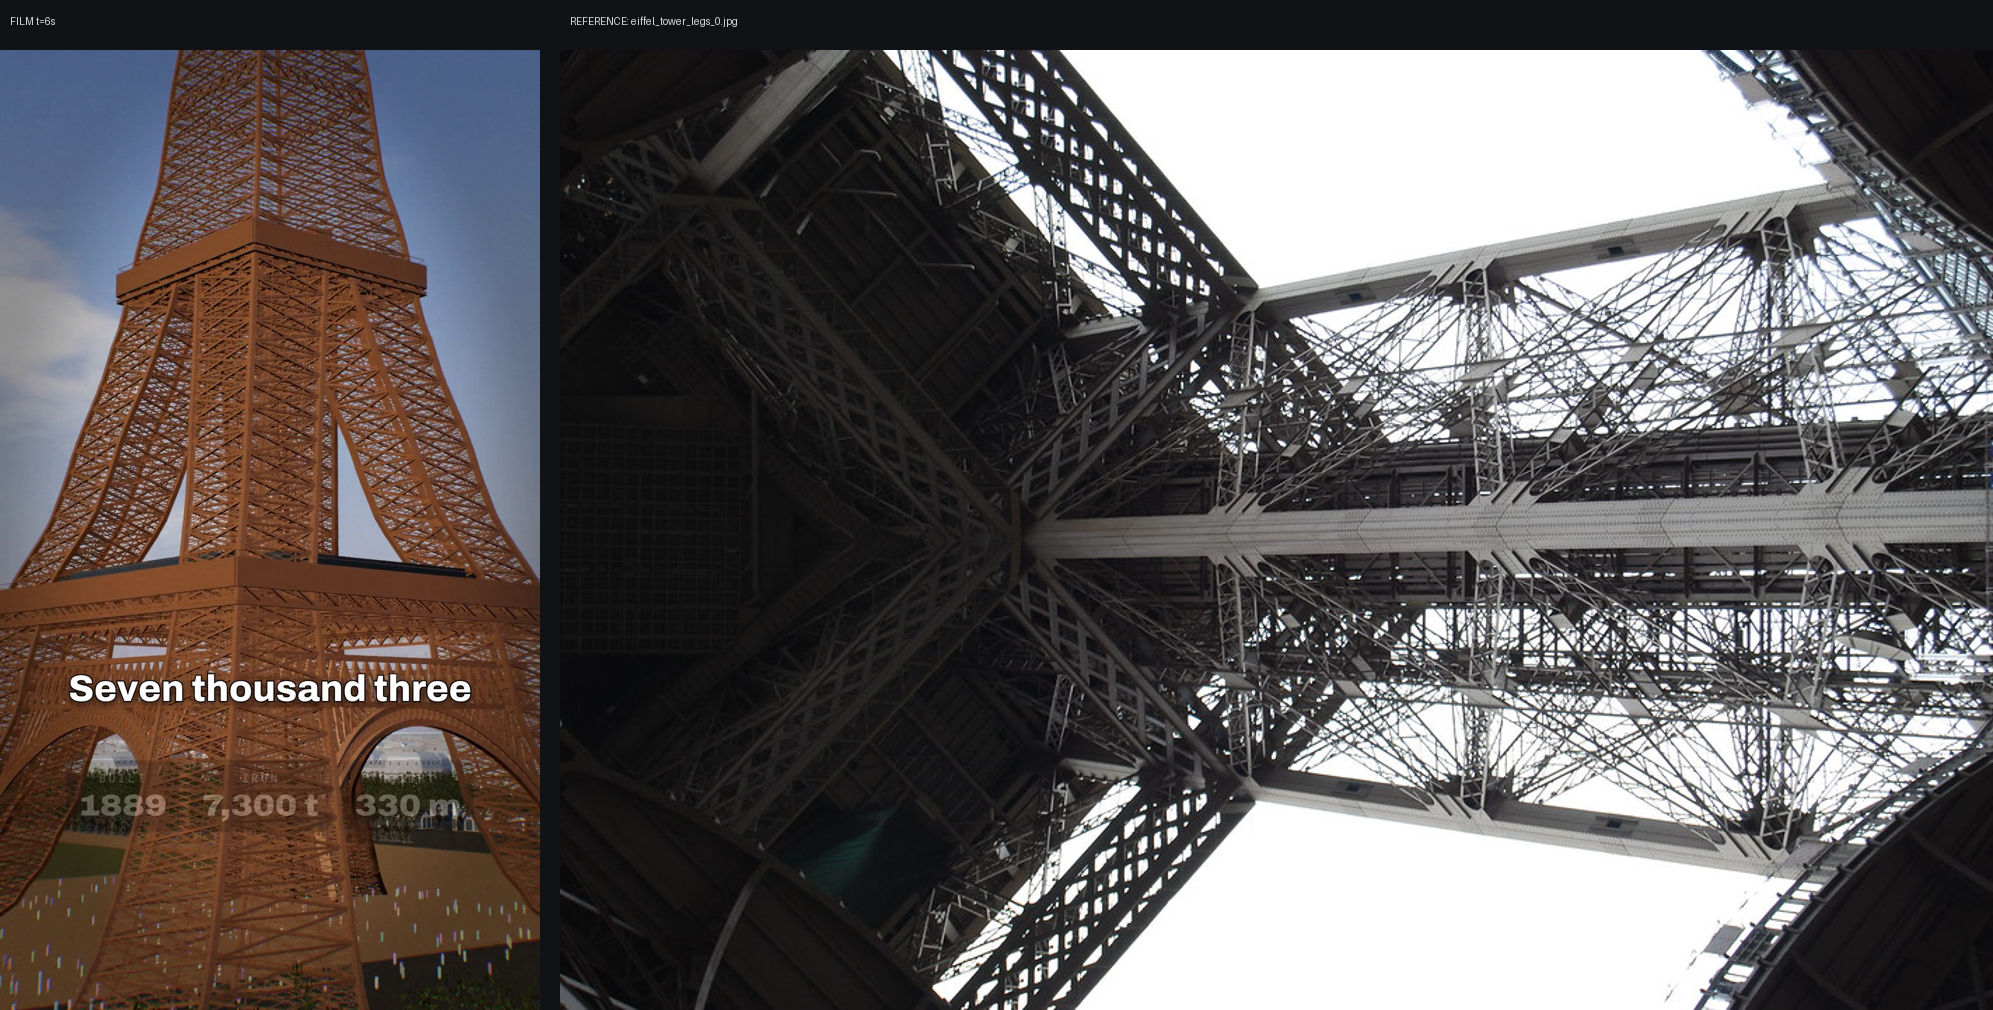 FILM t=6s
REFERENCE: eiffel_tower_legs_0.jpg
Seven thousand three
1889 7,300 t 330 m